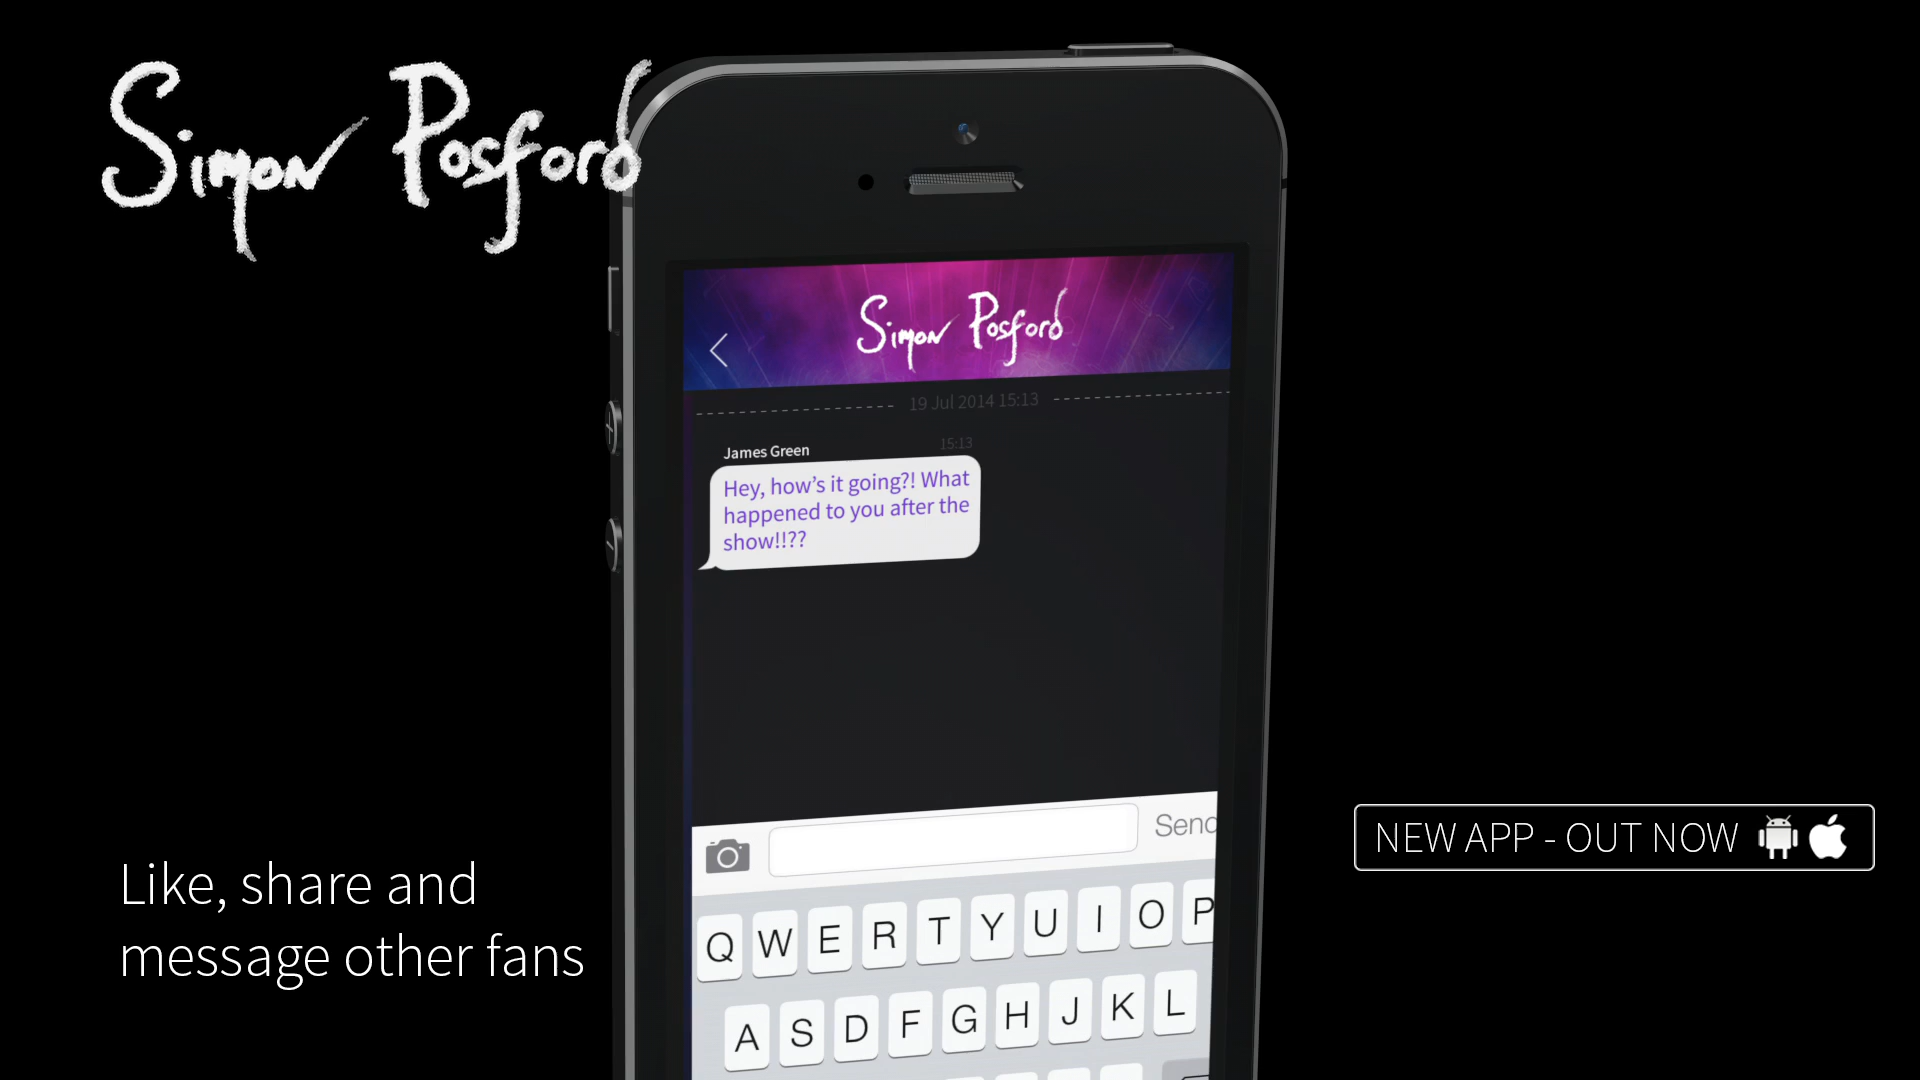 Simon Posford
Simon Posford
19 Jul 2014 15:13
James Green
15:13
Hey, how’s it going?! What
happened to you after the
show!!??
Send
Q W E R T Y U I O P
A S D F G H J K L
Like, share and
message other fans
NEW APP - OUT NOW